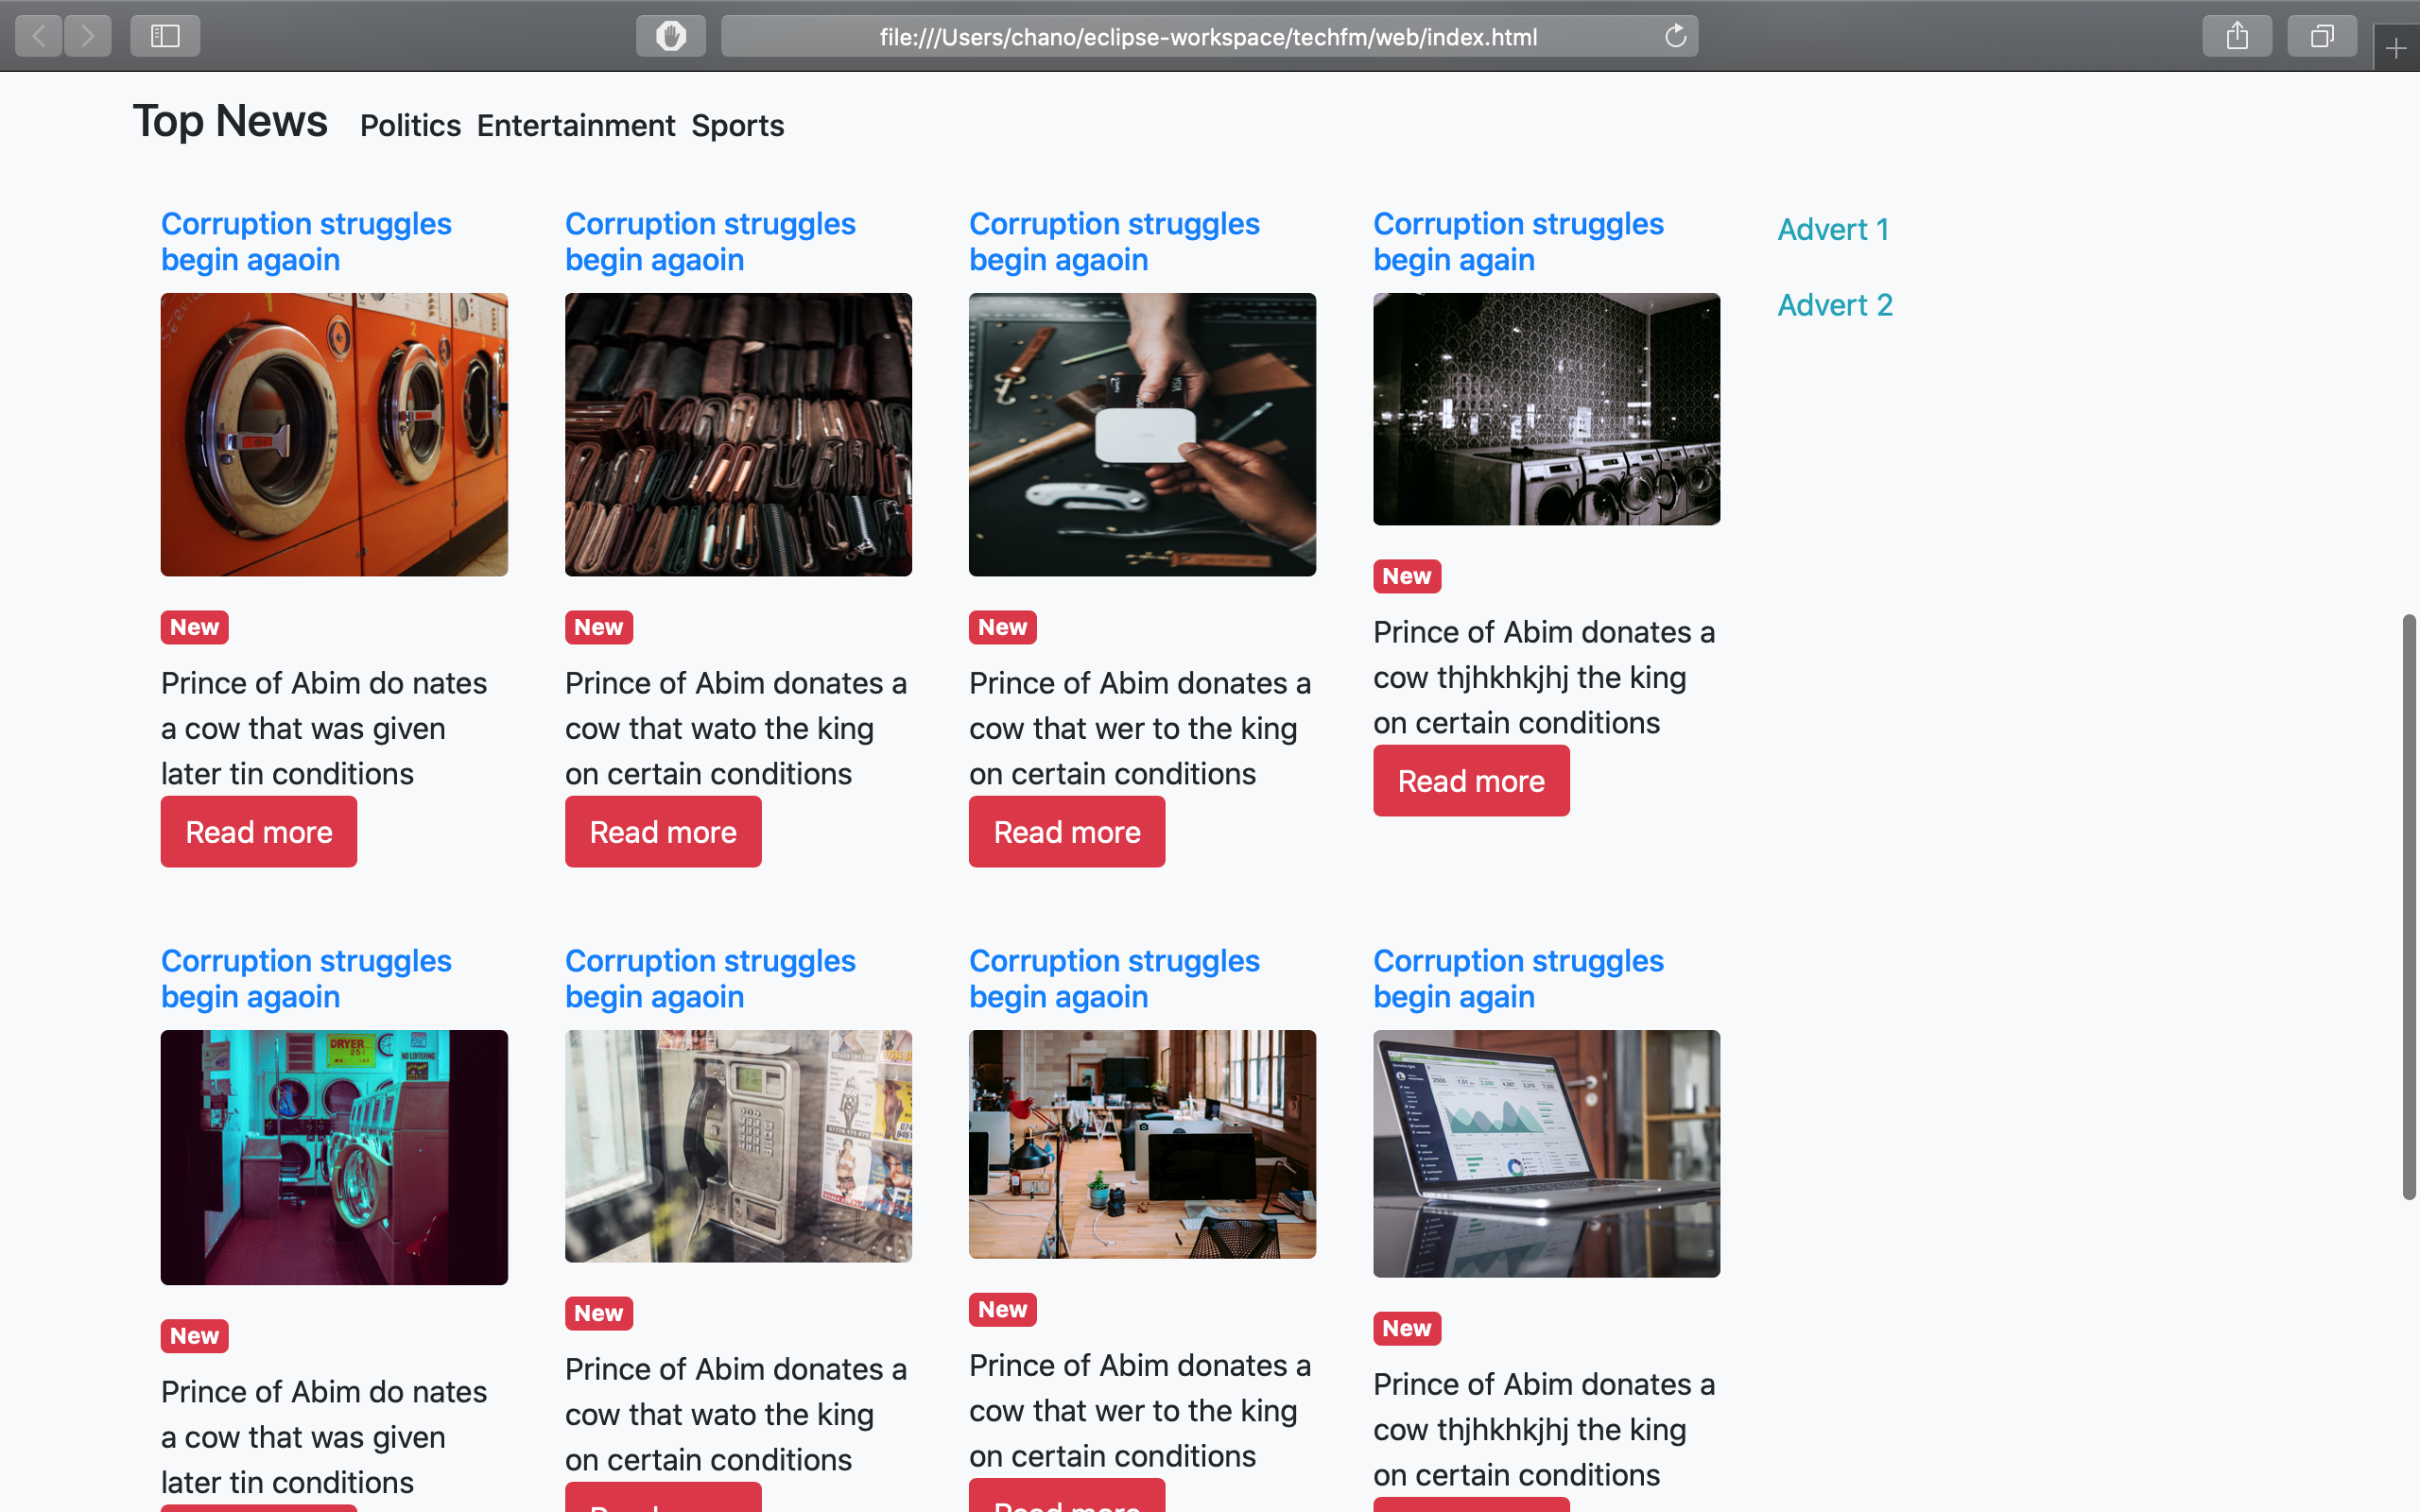 file:///Users/chano/eclipse-workspace/techfm/web/index.html
Top News Politics Entertainment Sports
Corruption struggles
begin agaoin
New
Prince of Abim do nates
a cow that was given
later tin conditions
Read more
Corruption struggles
begin agaoin
New
Prince of Abim donates a
cow that wato the king
on certain conditions
Read more
Corruption struggles
begin agaoin
VISA
New
Prince of Abim donates a
cow that wer to the king
on certain conditions
Read more
Corruption struggles
begin again
New
Prince of Abim donates a
cow thjhkhkjhj the king
on certain conditions
Read more
Advert 1
Advert 2
Corruption struggles
begin agaoin
DRYER
25¢
NO LOITERING
New
Prince of Abim do nates
a cow that was given
later tin conditions
Corruption struggles
begin agaoin
New
Prince of Abim donates a
cow that wato the king
on certain conditions
Corruption struggles
begin agaoin
New
Prince of Abim donates a
cow that wer to the king
on certain conditions
Read more
Corruption struggles
begin again
New
Prince of Abim donates a
cow thjhkhkjhj the king
on certain conditions